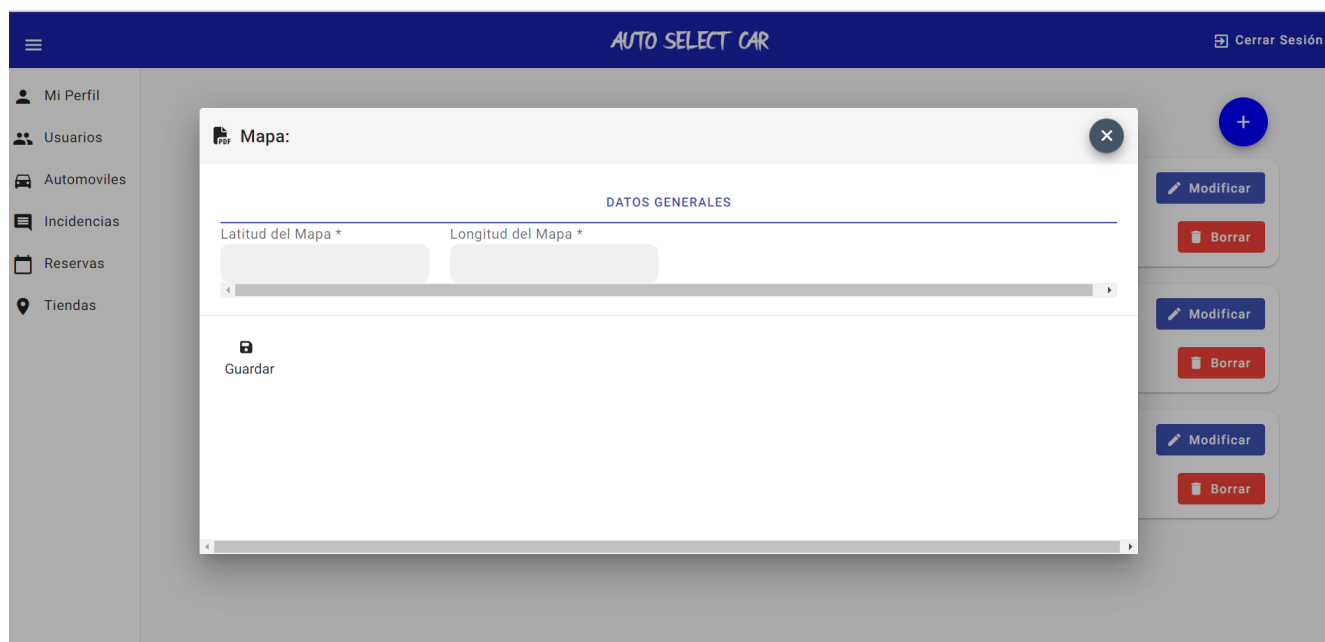 AUTO SELECT CAR
Cerrar Sesión
Mi Perfil
Usuarios
Automoviles
Incidencias
Reservas
Tiendas
PDF
Mapa:
DATOS GENERALES
Latitud del Mapa *
Longitud del Mapa *
Guardar
+
Modificar
Borrar
Modificar
Borrar
Modificar
Borrar